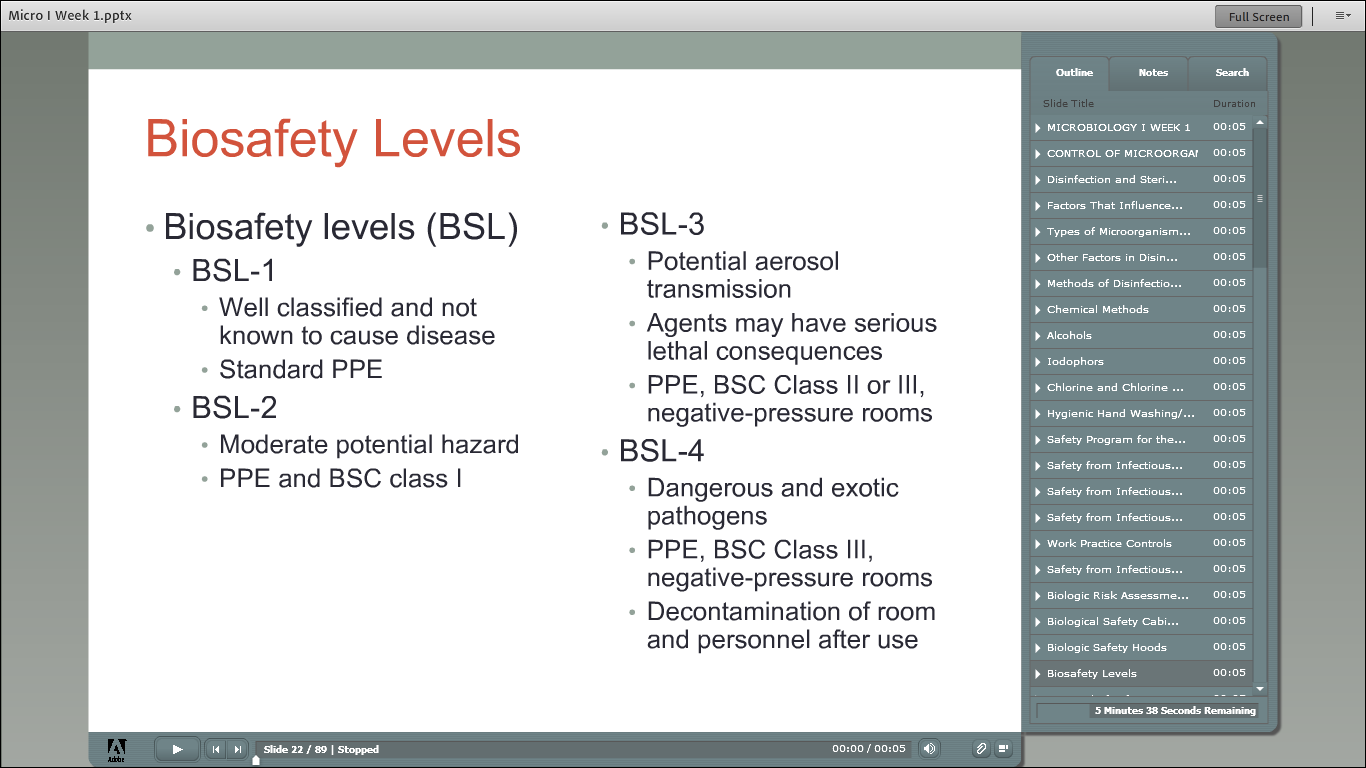 Micro I Week 1.pptx
Full Screen
Biosafety Levels
• Biosafety levels (BSL)
• BSL-1
• Well classified and not
known to cause disease
• Standard PPE
• BSL-2
• Moderate potential hazard
• PPE and BSC class I
• BSL-3
• Potential aerosol
transmission
• Agents may have serious
lethal consequences
• PPE, BSC Class II or III,
negative-pressure rooms
• BSL-4
• Dangerous and exotic
pathogens
• PPE, BSC Class III,
negative-pressure rooms
• Decontamination of room
and personnel after use
Outline Notes Search
Slide Title Duration
MICROBIOLOGY I WEEK 1 00:05
CONTROL OF MICROORGAN 00:05
Disinfection and Steri... 00:05
Factors That Influence... 00:05
Types of Microorganism... 00:05
Other Factors in Disin... 00:05
Methods of Disinfectio... 00:05
Chemical Methods 00:05
Alcohols 00:05
Iodophors 00:05
Chlorine and Chlorine ... 00:05
Hygienic Hand Washing/... 00:05
Safety Program for the... 00:05
Safety from Infectious... 00:05
Safety from Infectious... 00:05
Safety from Infectious... 00:05
Work Practice Controls 00:05
Safety from Infectious... 00:05
Biologic Risk Assessme... 00:05
Biological Safety Cabi... 00:05
Biologic Safety Hoods 00:05
Biosafety Levels 00:05
5 Minutes 38 Seconds Remaining
Adobe
Slide 22 / 89 | Stopped 00:00 / 00:05